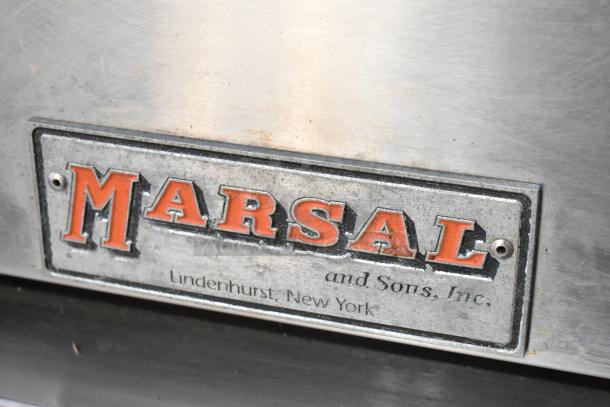 MARSAL
and Sons, Inc.
Lindenhurst, New York